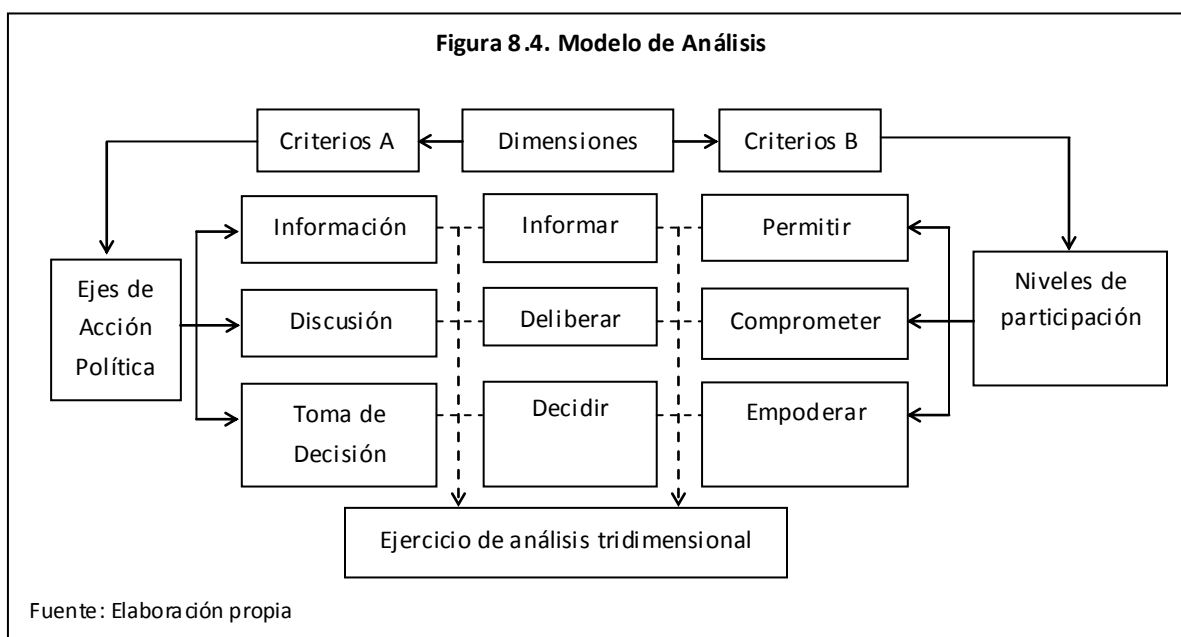 Figura 8.4. Modelo de Análisis
Criterios A
Dimensiones
Criterios B
Información
Informar
Permitir
Ejes de
Acción
Política
Discusión
Deliberar
Comprometer
Niveles de
participación
Toma de
Decisión
Decidir
Empoderar
Ejercicio de análisis tridimensional
Fuente: Elaboración propia